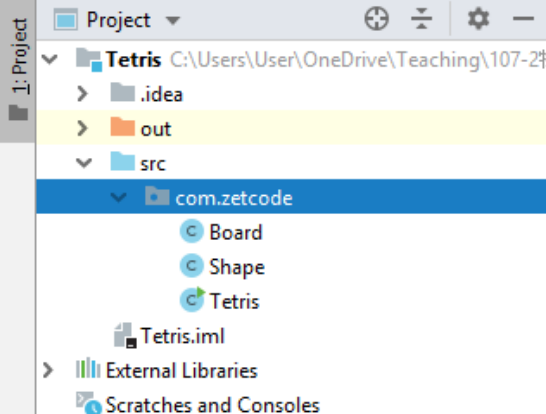 1: Project
Project
Tetris C:\Users\User\OneDrive\Teaching\107-2
.idea
out
src
com.zetcode
Board
Shape
Tetris
Tetris.iml
External Libraries
Scratches and Consoles